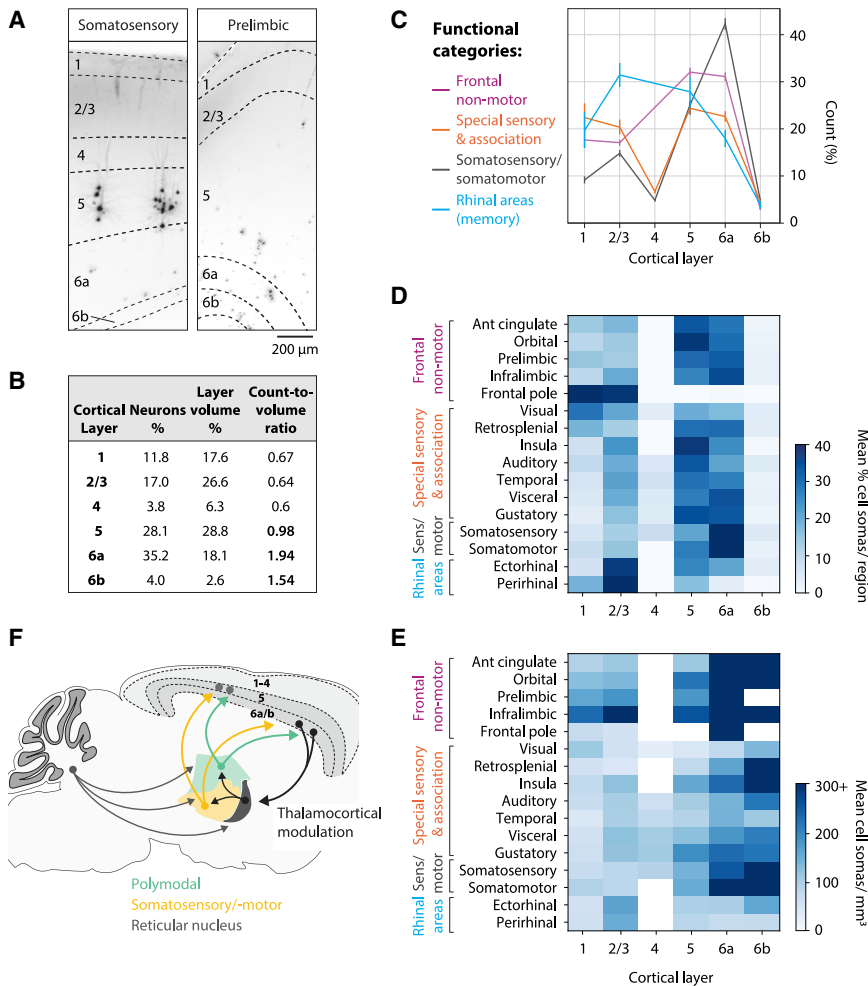 A
Somatosensory
Prelimbic
1
2/3
4
5
6a
6b
1
2/3
5
6a
6b
200 µm
B
Cortical Layer
Neurons %
Layer volume %
Count-to-volume ratio
1 11.8 17.6 0.67
2/3 17.0 26.6 0.64
4 3.8 6.3 0.6
5 28.1 28.8 0.98
6a 35.2 18.1 1.94
6b 4.0 2.6 1.54
C
Functional
categories:
Frontal
non-motor
Special sensory
& association
Somatosensory/
somatomotor
Rhinal areas
(memory)
40
30
20
10
0
Count (%)
1 2/3 4 5 6a 6b
Cortical layer
D
Frontal
non-motor
Special sensory
& association
Sens/
motor
Rhinal
areas
Ant cingulate
Orbital
Prelimbic
Infralimbic
Frontal pole
Visual
Retrosplenial
Insula
Auditory
Temporal
Visceral
Gustatory
Somatosensory
Somatomotor
Ectorhinal
Perirhinal
1 2/3 4 5 6a 6b
40
30
20
10
0
Mean % cell somas/ region
E
Frontal
non-motor
Special sensory
& association
Sens/
motor
Rhinal
areas
Ant cingulate
Orbital
Prelimbic
Infralimbic
Frontal pole
Visual
Retrosplenial
Insula
Auditory
Temporal
Visceral
Gustatory
Somatosensory
Somatomotor
Ectorhinal
Perirhinal
1 2/3 4 5 6a 6b
Cortical layer
300+
200
100
0
Mean cell somas/ mm³
F
1–4
5
6a/b
Thalamocortical
modulation
Polymodal
Somatosensory/-motor
Reticular nucleus